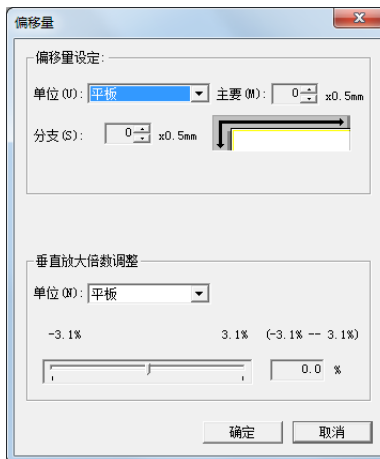 偏移量
偏移量设定:
单位(U): 平板 主要(M): 0 x0.5mm
分支(S): 0 x0.5mm
垂直放大倍数调整
单位(N): 平板
-3.1% 3.1% (-3.1% -- 3.1%)
0.0 %
确定 取消